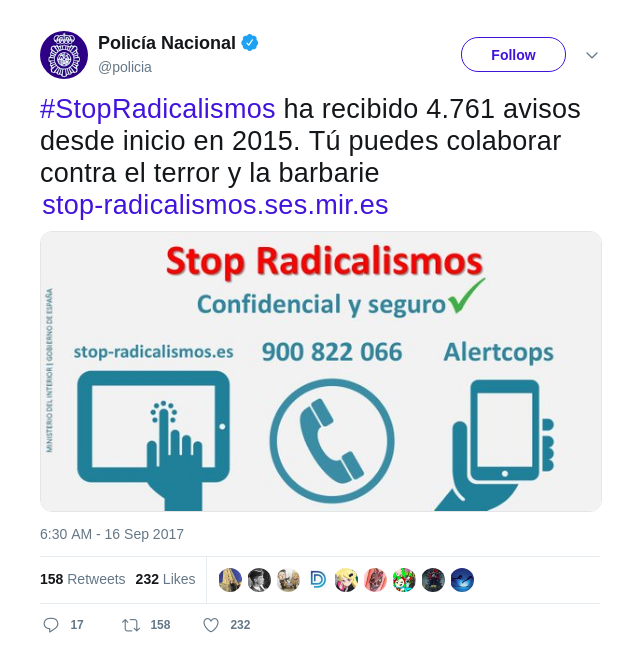 Policía Nacional
@policia
Follow
#StopRadicalismos ha recibido 4.761 avisos
desde inicio en 2015. Tú puedes colaborar
contra el terror y la barbarie
stop-radicalismos.ses.mir.es
Stop Radicalismos
Confidencial y seguro
MINISTERIO DEL INTERIOR | GOBIERNO DE ESPAÑA
stop-radicalismos.es
900 822 066
Alertcops
6:30 AM - 16 Sep 2017
158 Retweets 232 Likes
17 158 232